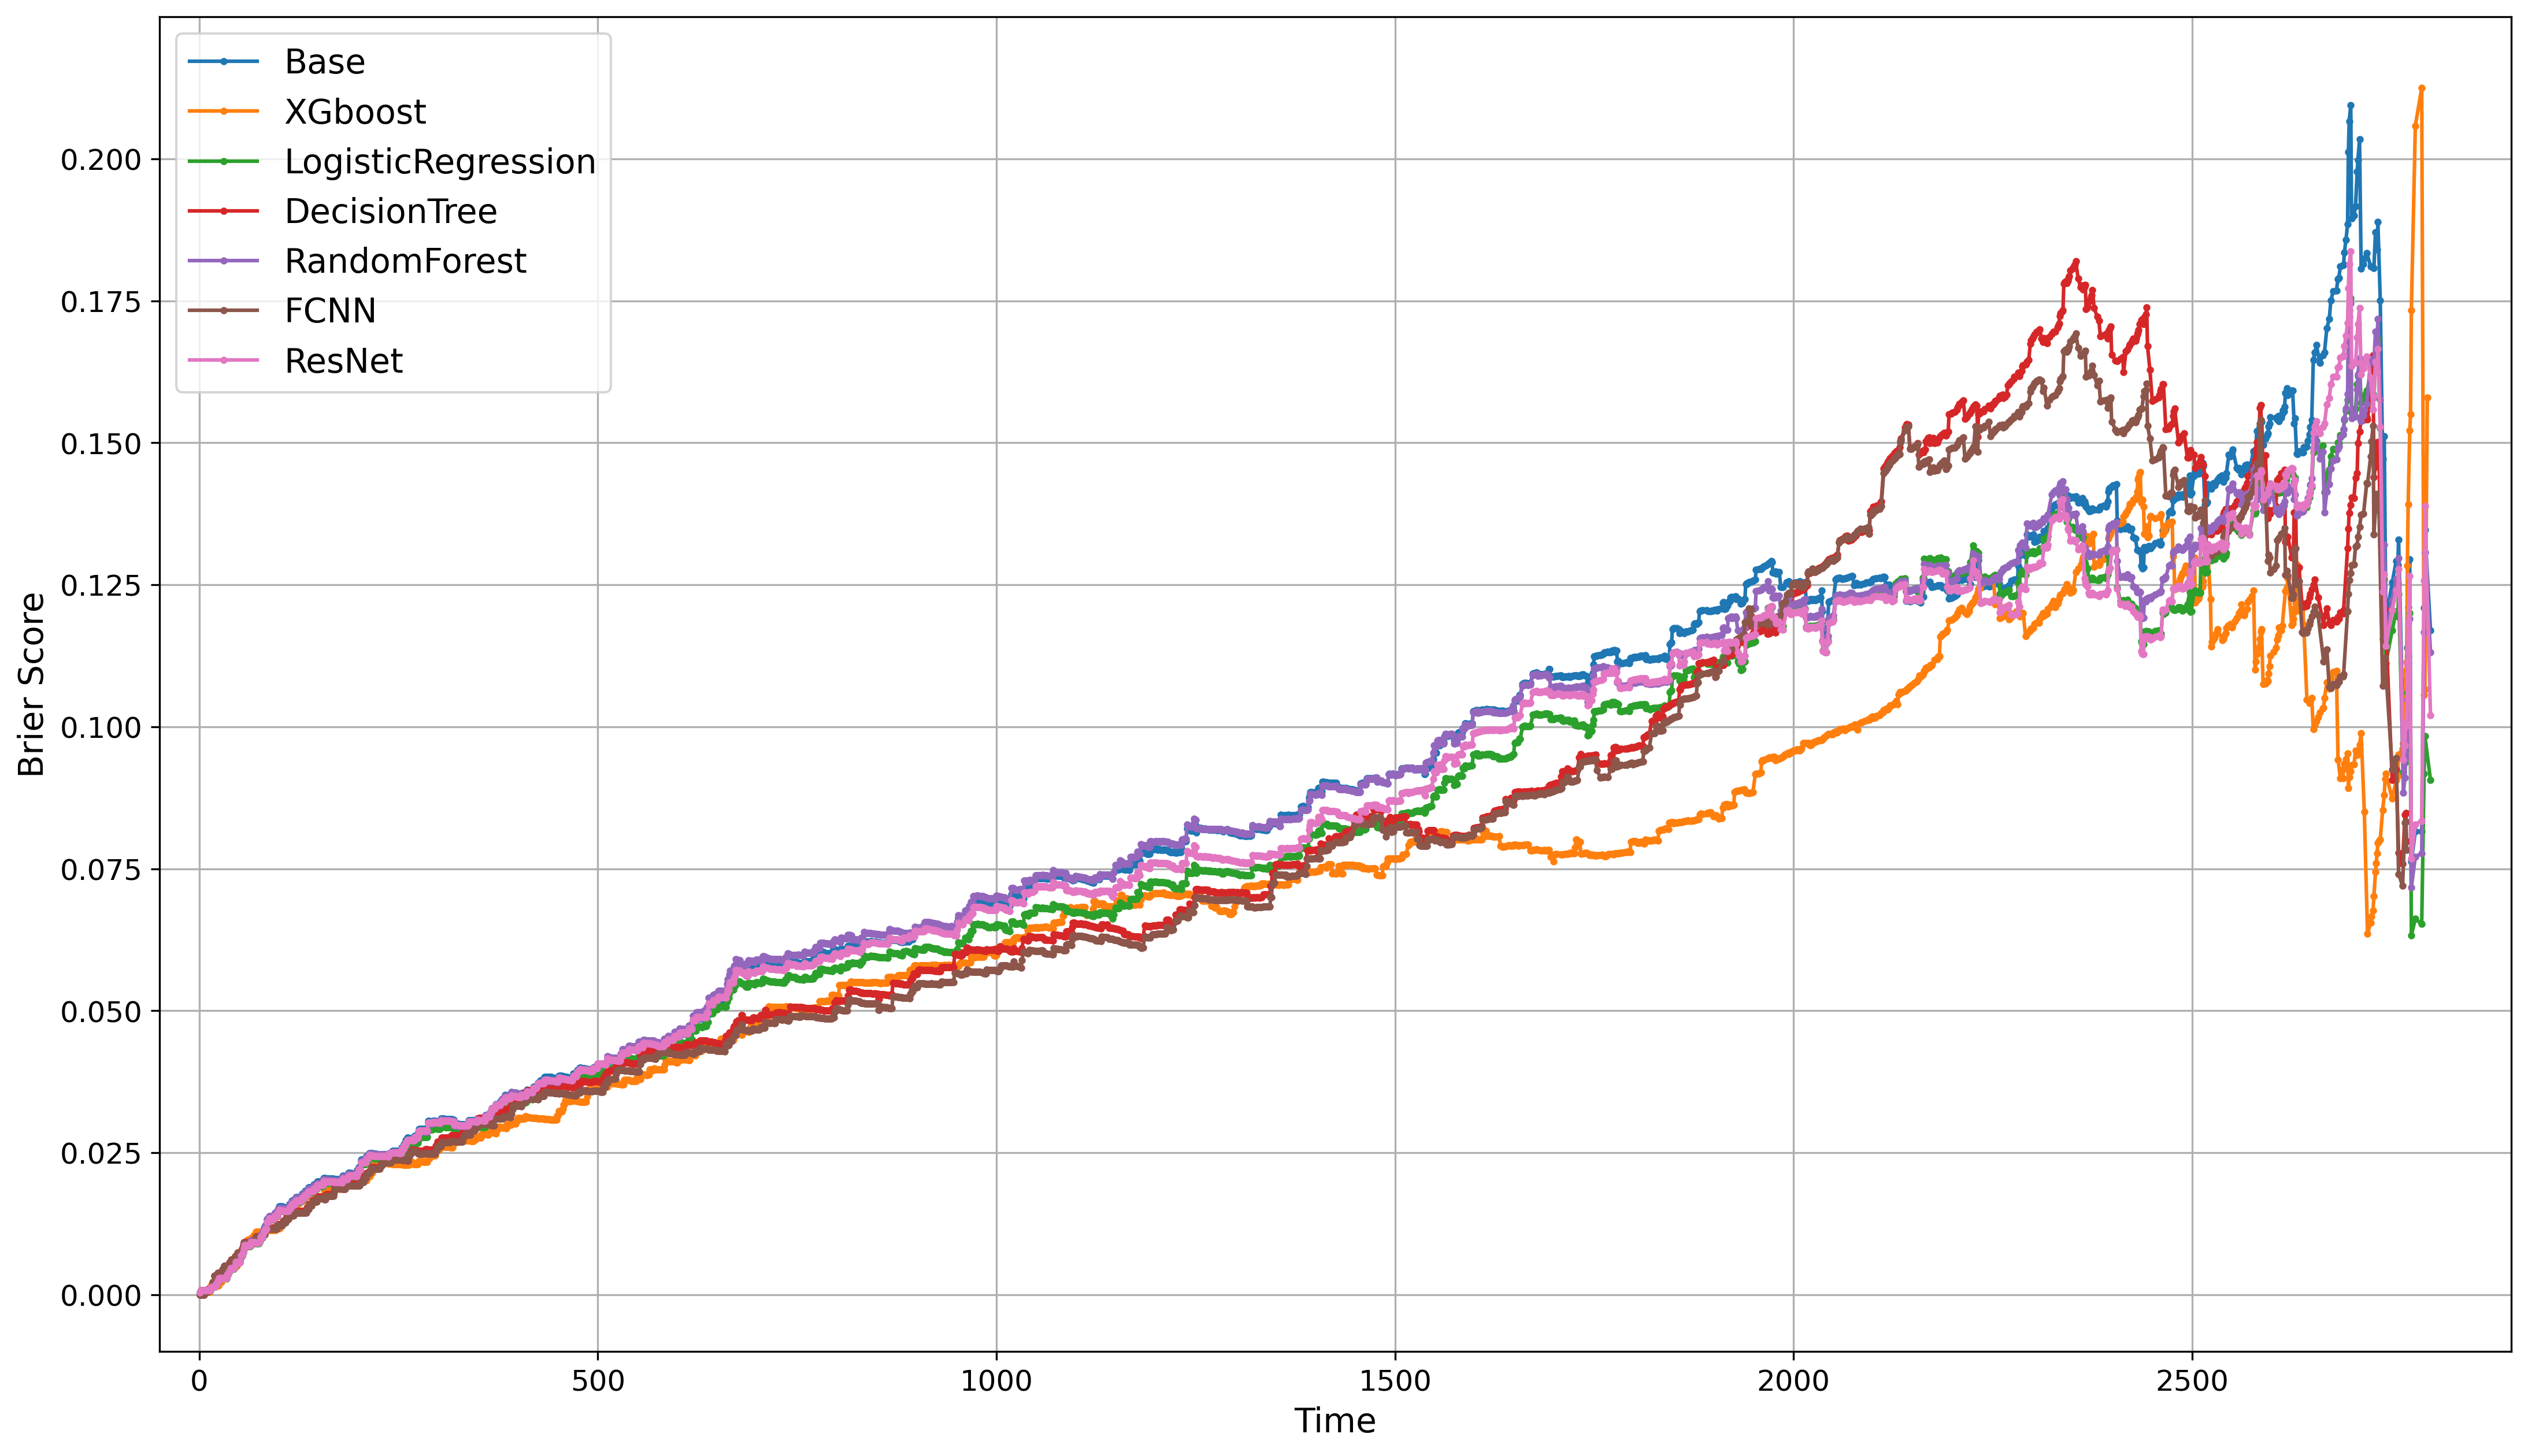 Base
XGboost
LogisticRegression
DecisionTree
RandomForest
FCNN
ResNet
Brier Score
0.200
0.175
0.150
0.125
0.100
0.075
0.050
0.025
0.000
0
500
1000
1500
2000
2500
Time